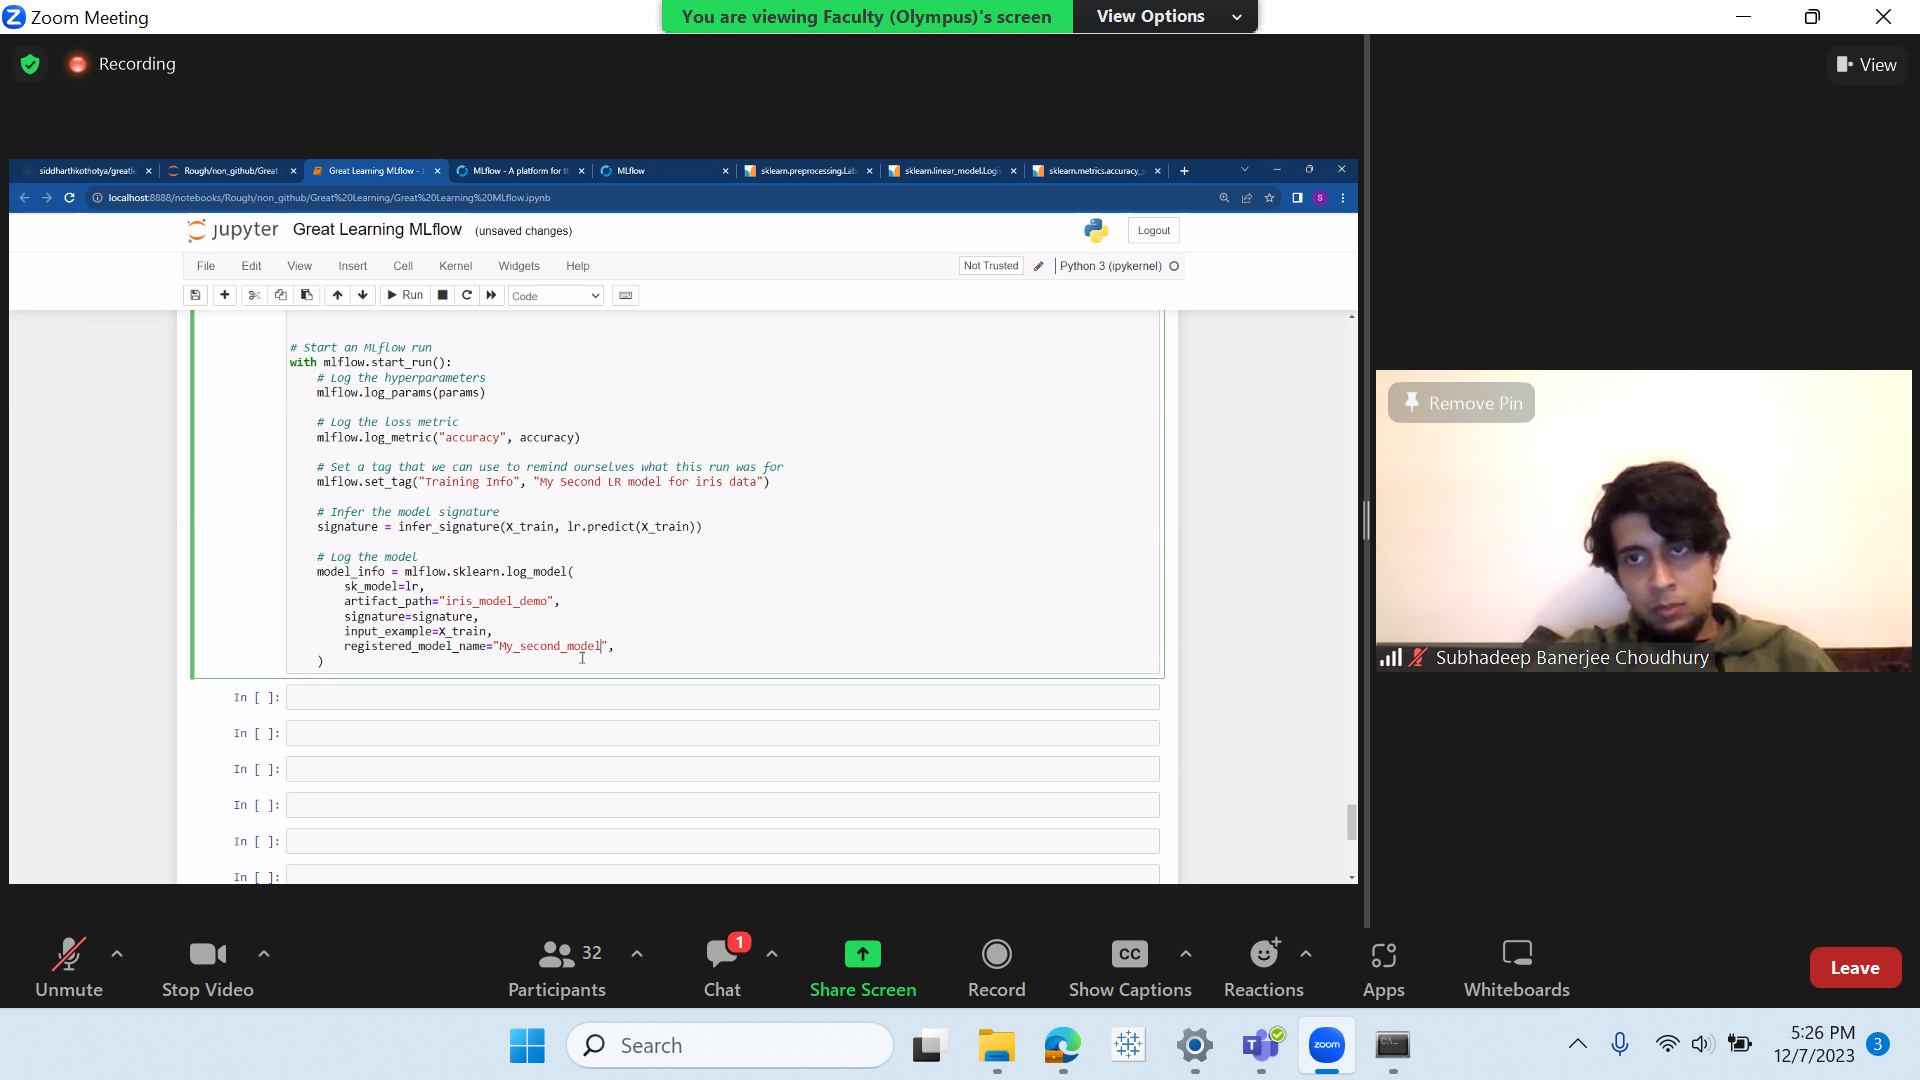 Zoom Meeting
You are viewing Faculty (Olympus)'s screen
View Options
Recording
View
siddharthkothotya/greatle
Rough/non_github/Great
Great Learning MLflow - J
MLflow - A platform for th
MLflow
sklearn.preprocessing.Lab
sklearn.linear_model.Logis
sklearn.metrics.accuracy_s
localhost:8888/notebooks/Rough/non_github/Great%20Learning/Great%20Learning%20MLflow.ipynb
S
jupyter Great Learning MLflow (unsaved changes)
Logout
File Edit View Insert Cell Kernel Widgets Help
Not Trusted
Python 3 (ipykernel)
Run
Code
# Start an MLflow run
with mlflow.start_run():
# Log the hyperparameters
mlflow.log_params(params)
# Log the loss metric
mlflow.log_metric("accuracy", accuracy)
# Set a tag that we can use to remind ourselves what this run was for
mlflow.set_tag("Training Info", "My Second LR model for iris data")
# Infer the model signature
signature = infer_signature(X_train, lr.predict(X_train))
# Log the model
model_info = mlflow.sklearn.log_model(
sk_model=lr,
artifact_path="iris_model_demo",
signature=signature,
input_example=X_train,
registered_model_name="My_second_model",
)
In [ ]:
In [ ]:
In [ ]:
In [ ]:
In [ ]:
In [ ]:
Remove Pin
Subhadeep Banerjee Choudhury
Unmute
Stop Video
32
Participants
1
Chat
Share Screen
Record
CC
Show Captions
Reactions
Apps
Whiteboards
Leave
Search
zoom
5:26 PM
12/7/2023
3